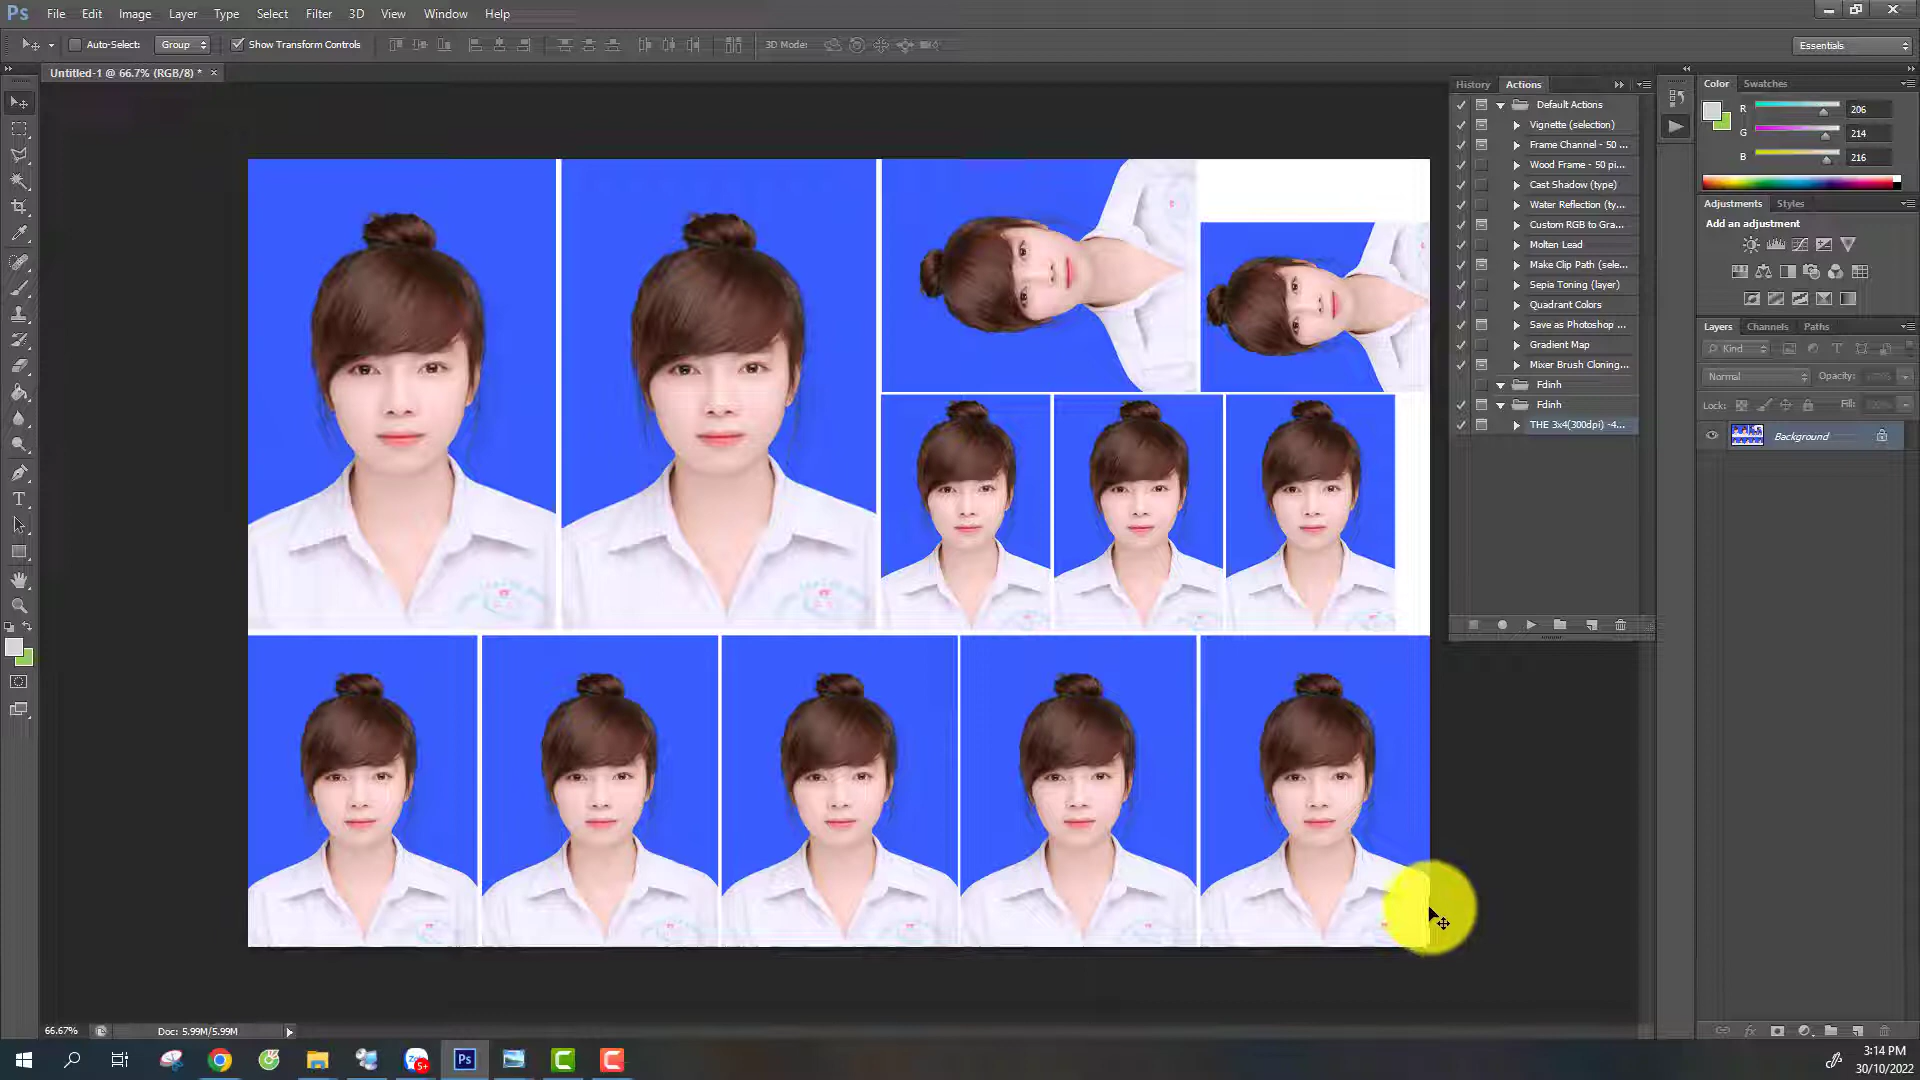 Ps File Edit Image Layer Type Select Filter 3D View Window Help
Auto-Select: Group Show Transform Controls 3D Mode: Essentials
Untitled-1 @ 66.7% (RGB/8) * ×
History Actions
Default Actions
Vignette (selection)
Frame Channel - 50 ...
Wood Frame - 50 pi...
Cast Shadow (type)
Water Reflection (ty...
Custom RGB to Gra...
Molten Lead
Make Clip Path (sele...
Sepia Toning (layer)
Quadrant Colors
Save as Photoshop ...
Gradient Map
Mixer Brush Cloning...
Fdinh
Fdinh
THE 3x4(300dpi) -4...
Color Swatches
R 206
G 214
B 216
Adjustments Styles
Add an adjustment
Layers Channels Paths
Kind
Normal Opacity:
Lock: Fill:
Background
66.67% Doc: 5.99M/5.99M
5+
Ps
3:14 PM
30/10/2022